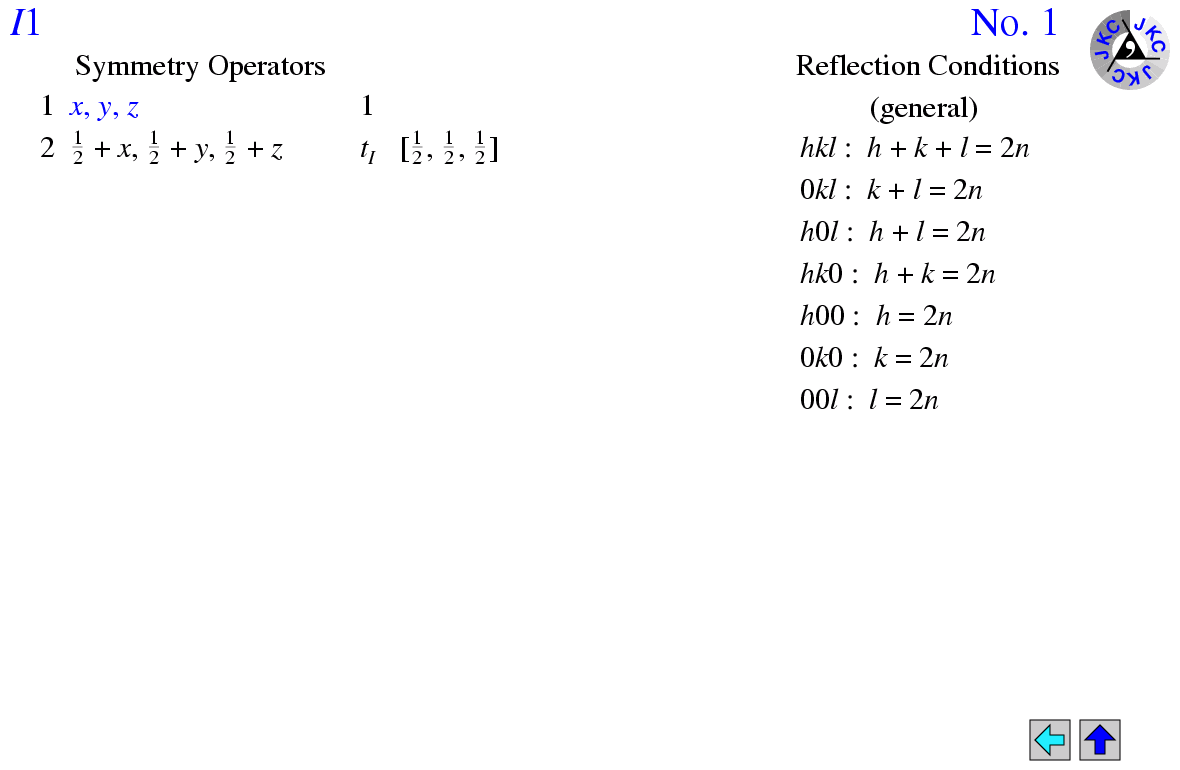 I1 No. 1
Symmetry Operators Reflection Conditions
1 x, y, z 1 (general)
2 1/2 + x, 1/2 + y, 1/2 + z t_I [1/2, 1/2, 1/2] hkl : h + k + l = 2n
0kl : k + l = 2n
h0l : h + l = 2n
hk0 : h + k = 2n
h00 : h = 2n
0k0 : k = 2n
00l : l = 2n
JKC JKC JKC